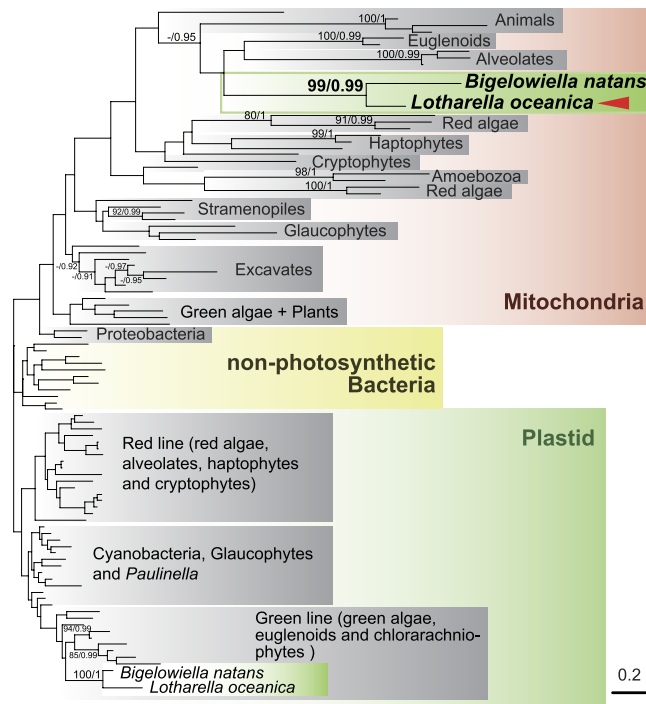 100/1
Animals
-/0.95
100/0.99
Euglenoids
100/0.99
Alveolates
99/0.99
Bigelowiella natans
Lotharella oceanica
80/1
91/0.99
Red algae
99/1
Haptophytes
Cryptophytes
98/1
Amoebozoa
100/1
Red algae
92/0.99
Stramenopiles
Glaucophytes
-/0.92
-/0.97
-/0.91
-/0.95
Excavates
Mitochondria
Green algae + Plants
Proteobacteria
non-photosynthetic
Bacteria
Plastid
Red line (red algae,
alveolates, haptophytes
and cryptophytes)
Cyanobacteria, Glaucophytes
and Paulinella
Green line (green algae,
euglenoids and chlorarachnio-
phytes )
94/0.99
85/0.99
100/1
Bigelowiella natans
Lotharella oceanica
0.2